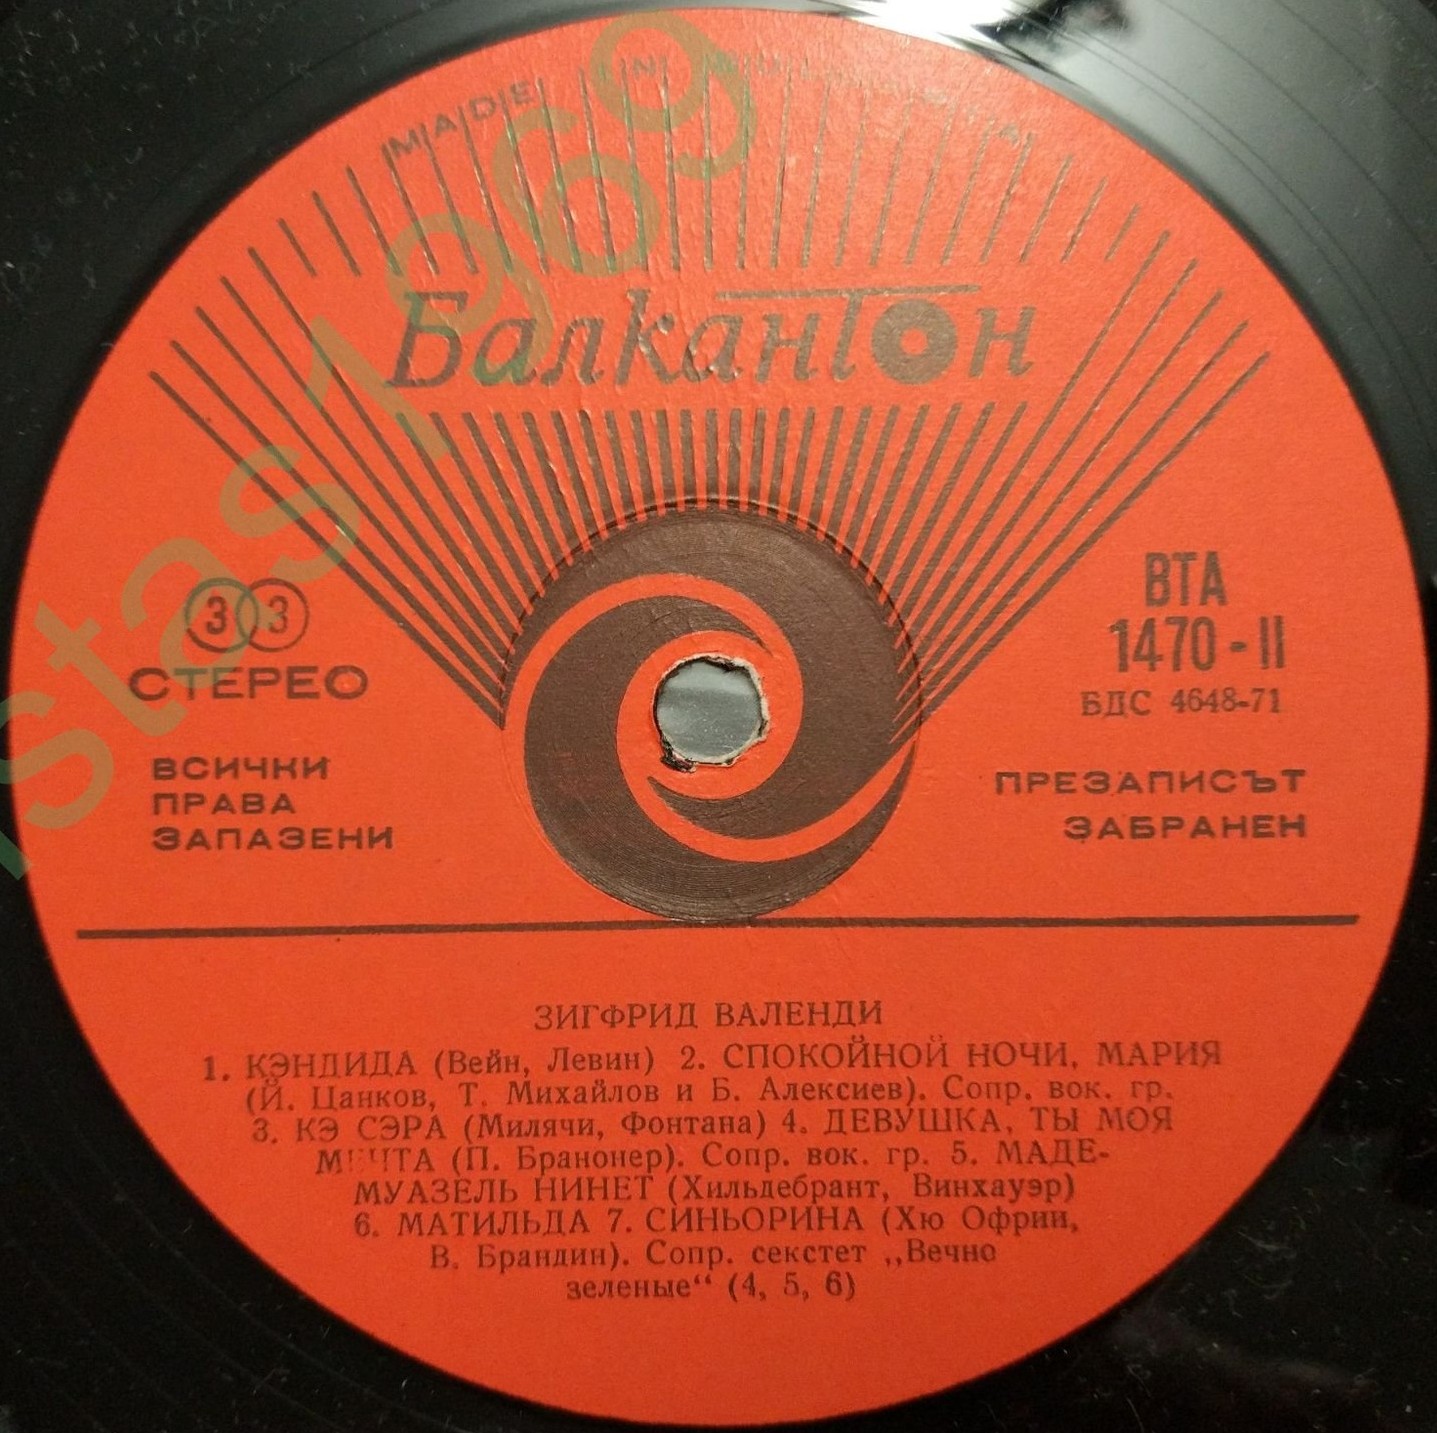 MADE IN
Балкантон
33
СТЕРЕО
ВСИЧКИ
ПРАВА
ЗАПАЗЕНИ
ВТА
1470-II
БДС 4648-71
ПРЕЗАПИСЪТ
ЗАБРАНЕН
ЗИГФРИД ВАЛЕНДИ
1. КЭНДИДА (Вейн, Левин) 2. СПОКОЙНОЙ НОЧИ, МАРИЯ
(Й. Цанков, Т. Михайлов и Б. Алексиев). Сопр. вок. гр.
3. КЭ СЭРА (Милячи, Фонтана) 4. ДЕВУШКА, ТЫ МОЯ
МЕЧТА (П. Бранонер). Сопр. вок. гр. 5. МАДЕ-
МУАЗЕЛЬ НИНЕТ (Хильдебрант, Винхауэр)
6. МАТИЛЬДА 7. СИНЬОРИНА (Хю Офрии,
В. Брандин). Сопр. секстет „Вечно
зеленые“ (4, 5, 6)
stas1969